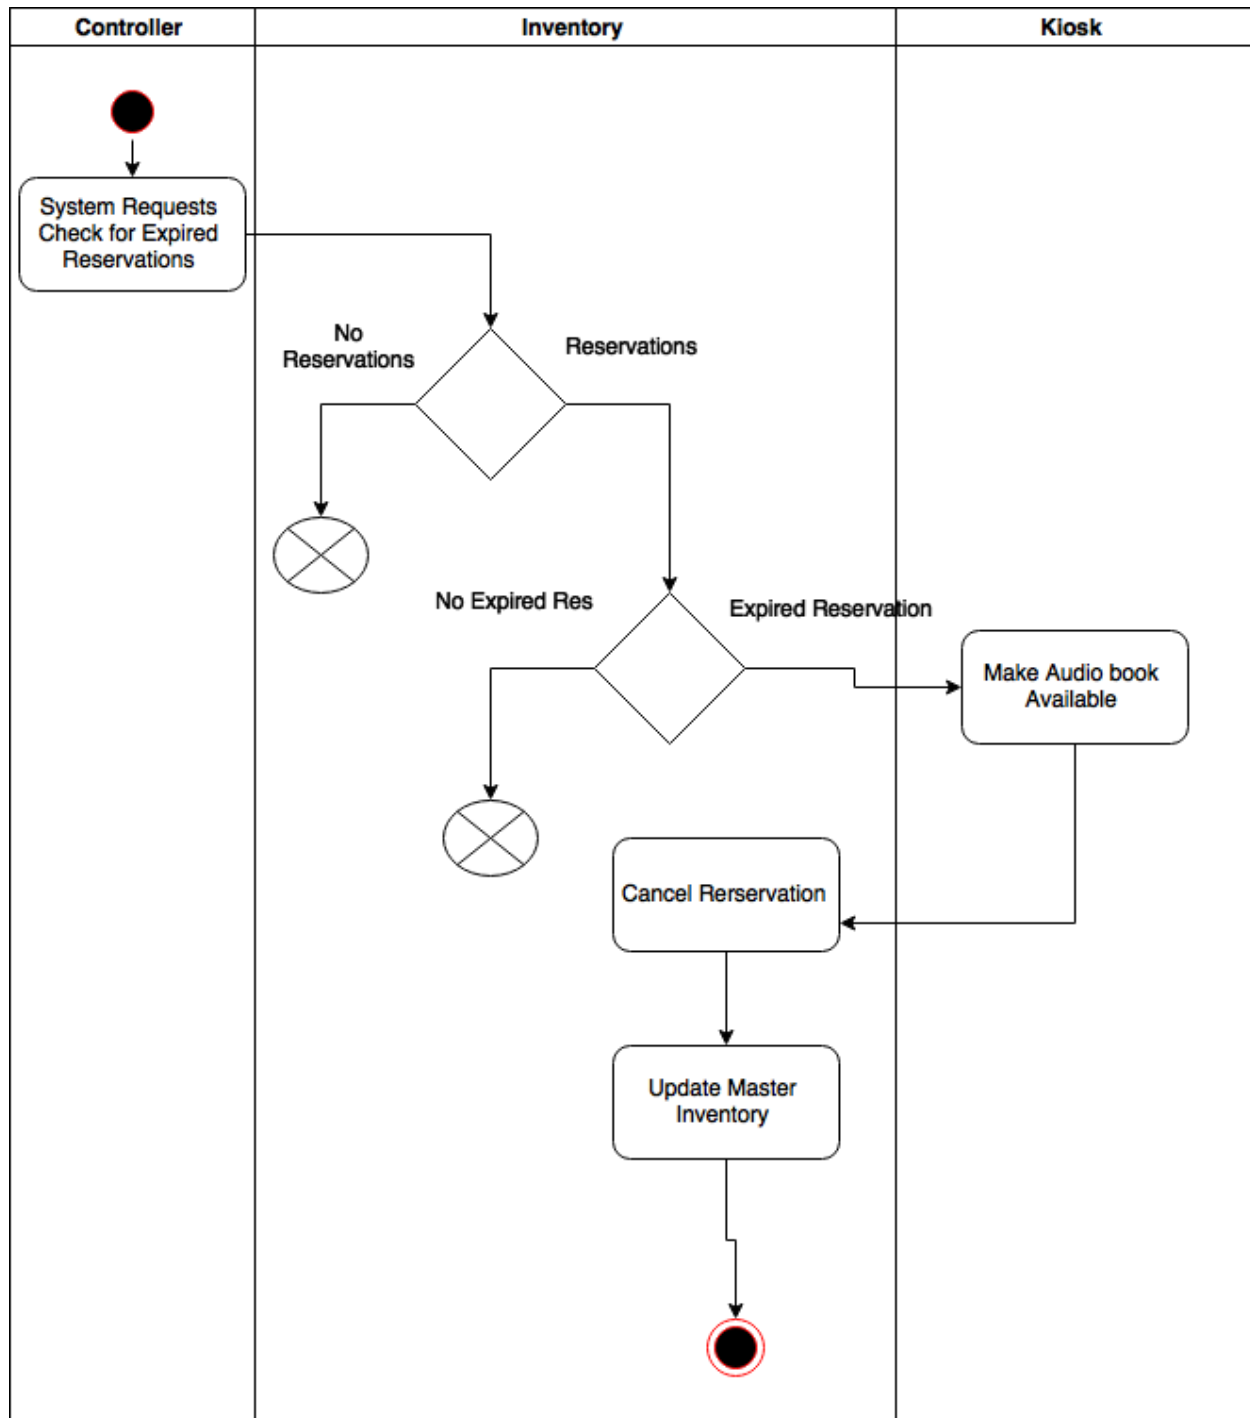 Controller
Inventory
Kiosk
System Requests
Check for Expired
Reservations
No
Reservations
Reservations
No Expired Res
Expired Reservation
Make Audio book
Available
Cancel Rerservation
Update Master
Inventory